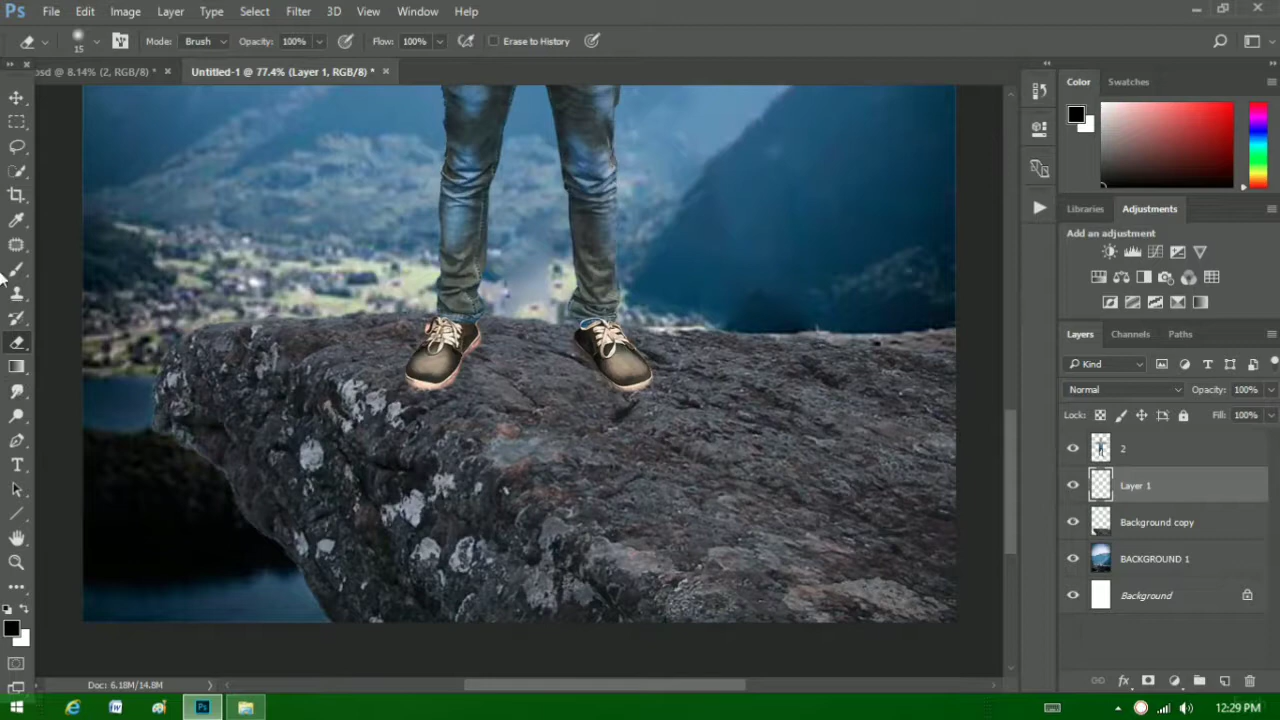 Ps File Edit Image Layer Type Select Filter 3D View Window Help
15 Mode: Brush Opacity: 100% Flow: 100% Erase to History
psd @ 8.14% (2, RGB/8) * × Untitled-1 @ 77.4% (Layer 1, RGB/8) * ×
Color Swatches
Libraries Adjustments
Add an adjustment
Layers Channels Paths
Kind
Normal Opacity: 100%
Lock: Fill: 100%
2
Layer 1
Background copy
BACKGROUND 1
Background
Doc: 6.18M/14.8M
Ps 12:29 PM